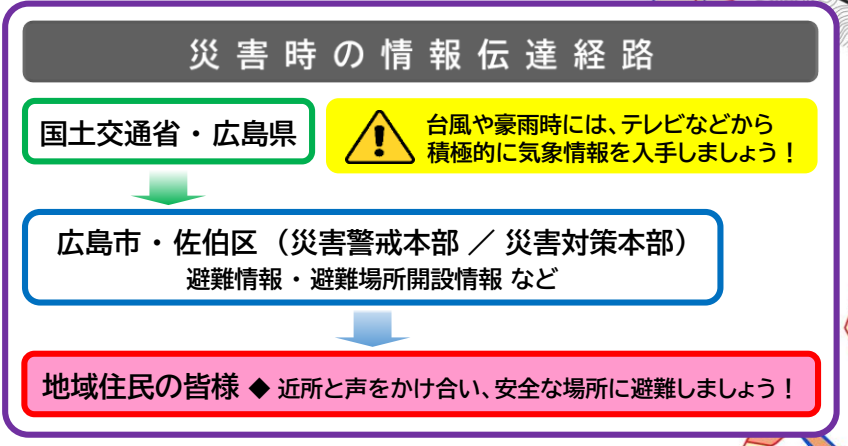 災害時の情報伝達経路
国土交通省・広島県
台風や豪雨時には、テレビなどから
積極的に気象情報を入手しましょう！
広島市・佐伯区（災害警戒本部／災害対策本部）
避難情報・避難場所開設情報 など
地域住民の皆様 ◆ 近所と声をかけ合い、安全な場所に避難しましょう！